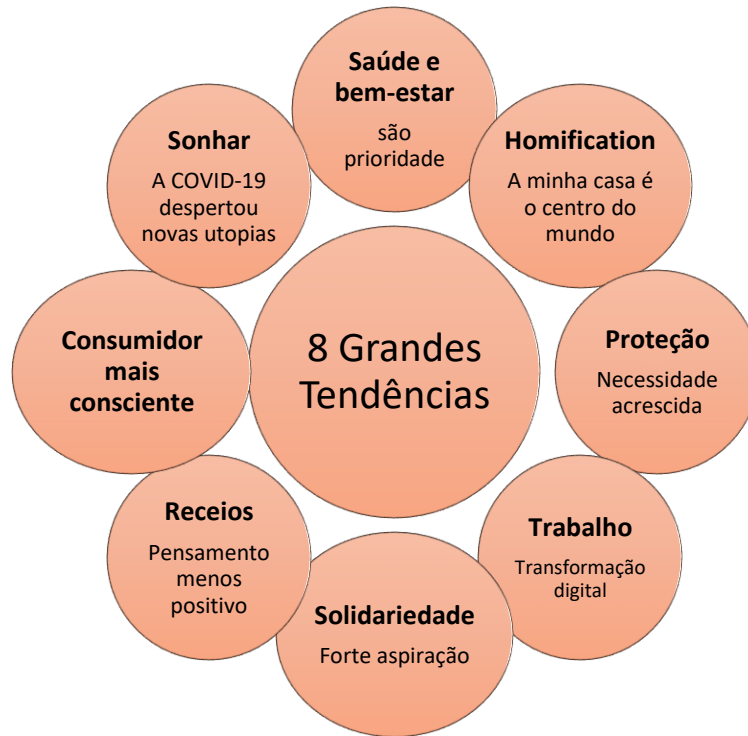 Saúde e
bem-estar
são
prioridade
Homification
A minha casa é
o centro do
mundo
Proteção
Necessidade
acrescida
Trabalho
Transformação
digital
Solidariedade
Forte aspiração
Receios
Pensamento
menos
positivo
Consumidor
mais
consciente
Sonhar
A COVID-19
despertou
novas utopias
8 Grandes
Tendências